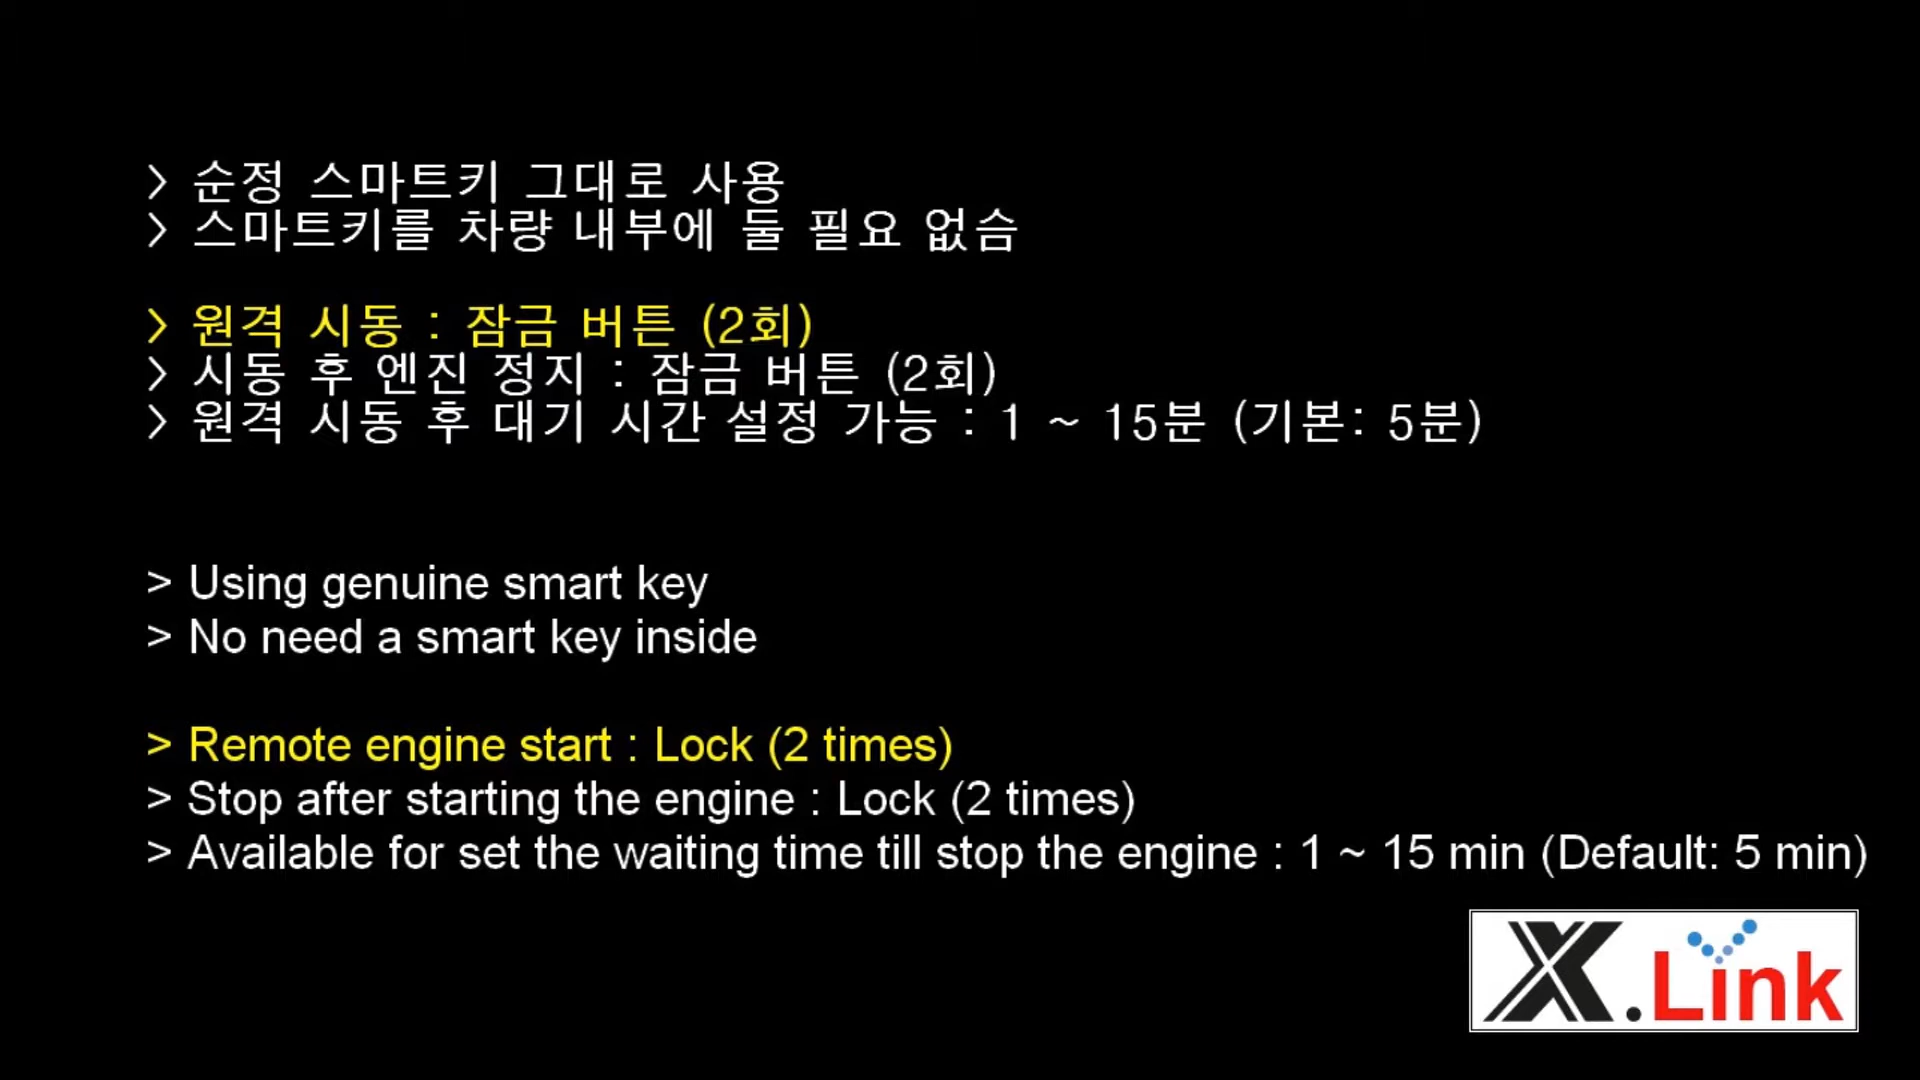 > 순정 스마트키 그대로 사용
> 스마트키를 차량 내부에 둘 필요 없슴
> 원격 시동 : 잠금 버튼 (2회)
> 시동 후 엔진 정지 : 잠금 버튼 (2회)
> 원격 시동 후 대기 시간 설정 가능 : 1 ~ 15분 (기본: 5분)
> Using genuine smart key
> No need a smart key inside
> Remote engine start : Lock (2 times)
> Stop after starting the engine : Lock (2 times)
> Available for set the waiting time till stop the engine : 1 ~ 15 min (Default: 5 min)
X.Link